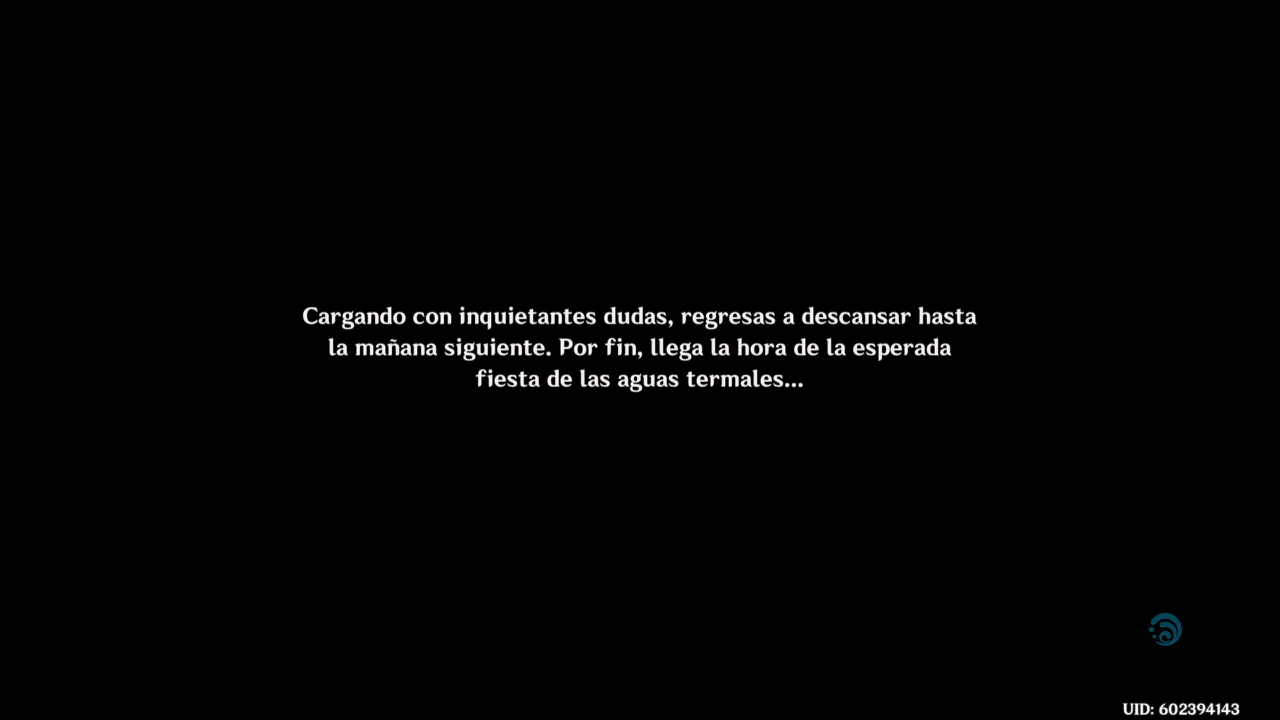 Cargando con inquietantes dudas, regresas a descansar hasta
la mañana siguiente. Por fin, llega la hora de la esperada
fiesta de las aguas termales...
UID: 602394143